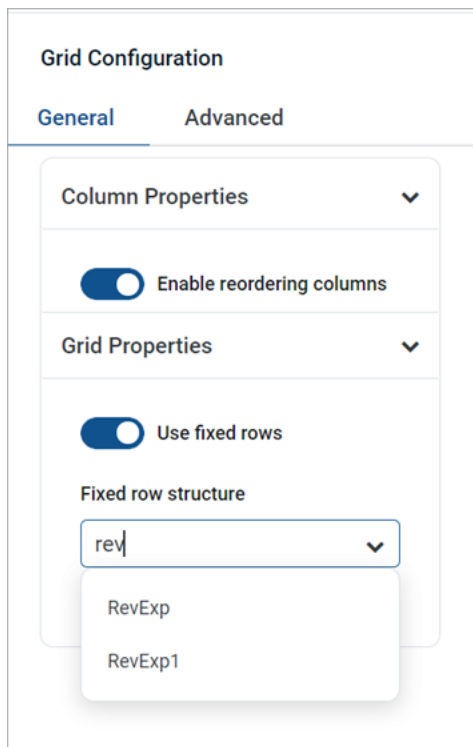 Grid Configuration
General Advanced
Column Properties
Enable reordering columns
Grid Properties
Use fixed rows
Fixed row structure
rev
RevExp
RevExp1